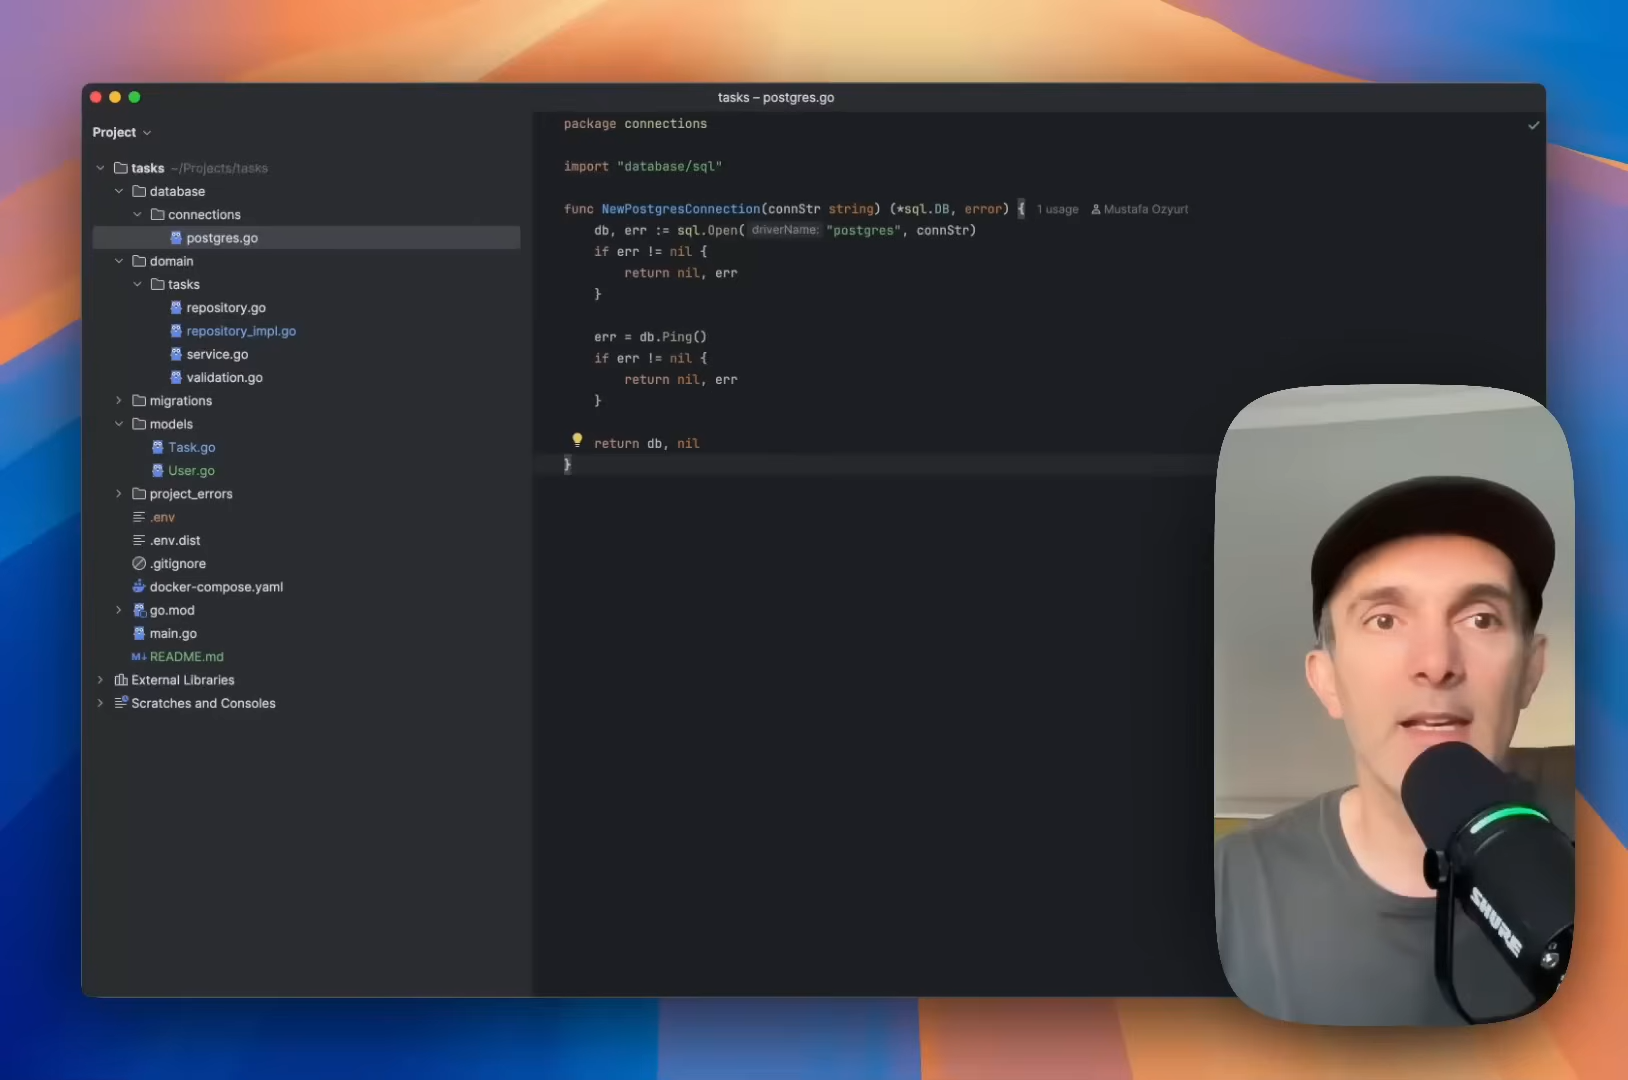 tasks – postgres.go
Project
tasks ~/Projects/tasks
database
connections
postgres.go
domain
tasks
repository.go
repository_impl.go
service.go
validation.go
migrations
models
Task.go
User.go
project_errors
.env
.env.dist
.gitignore
docker-compose.yaml
go.mod
main.go
M↓ README.md
External Libraries
Scratches and Consoles
package connections
import "database/sql"
func NewPostgresConnection(connStr string) (*sql.DB, error) { 1 usage Mustafa Ozyurt
db, err := sql.Open( driverName: "postgres", connStr)
if err != nil {
return nil, err
}
err = db.Ping()
if err != nil {
return nil, err
}
return db, nil
}
SHURE